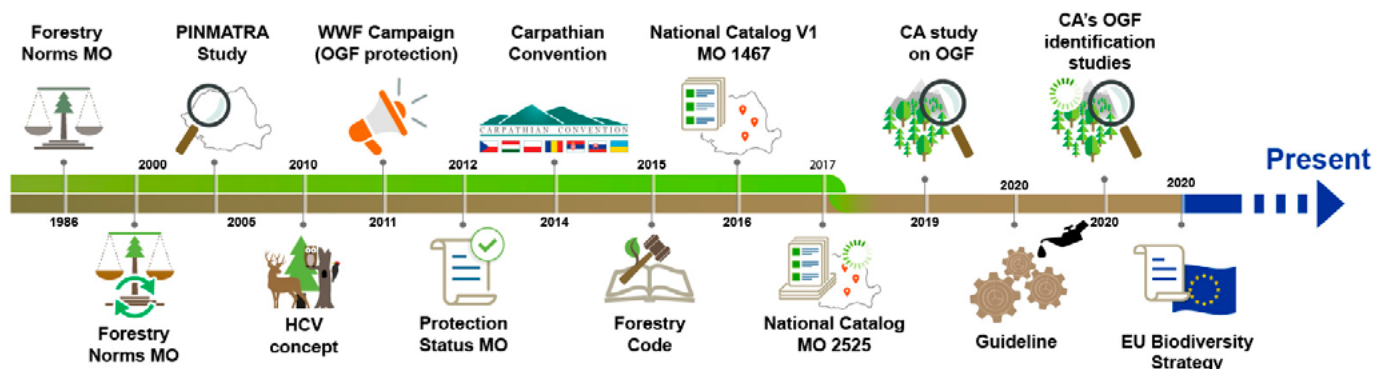 Forestry
Norms MO
PINMATRA
Study
WWF Campaign
(OGF protection)
Carpathian
Convention
National Catalog V1
MO 1467
CA study
on OGF
CA's OGF
identification
studies
CARPATHIAN CONVENTION
Present
2000
2010
2012
2015
2017
2020
2020
1986
2005
2011
2014
2016
2019
2020
Forestry
Norms MO
HCV
concept
Protection
Status MO
Forestry
Code
National Catalog
MO 2525
Guideline
EU Biodiversity
Strategy